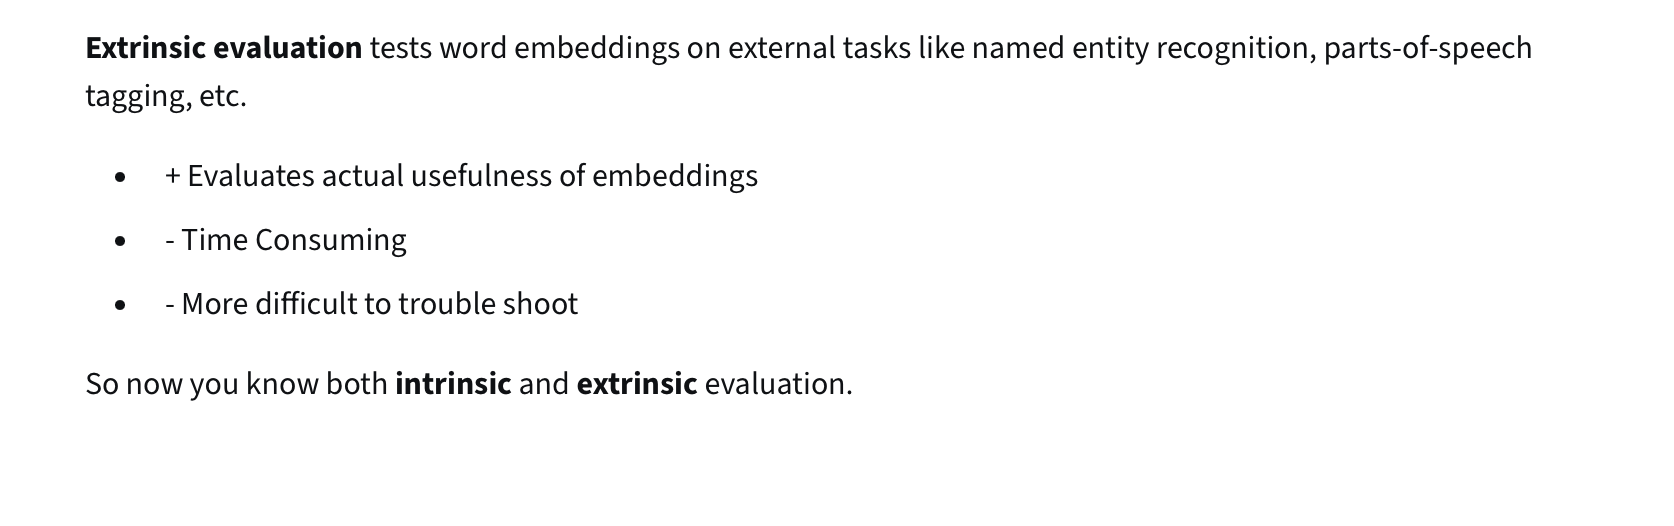 Extrinsic evaluation tests word embeddings on external tasks like named entity recognition, parts-of-speech
tagging, etc.
• + Evaluates actual usefulness of embeddings
• - Time Consuming
• - More difficult to trouble shoot
So now you know both intrinsic and extrinsic evaluation.